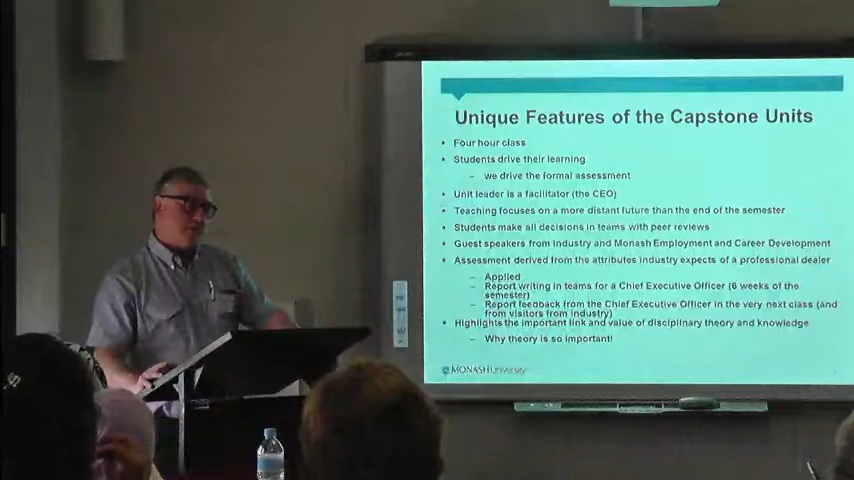 Unique Features of the Capstone Units
• Four hour class
• Students drive their learning
– we drive the formal assessment
• Unit leader is a facilitator (the CEO)
• Teaching focuses on a more distant future than the end of the semester
• Students make all decisions in teams with peer reviews
• Guest speakers from industry and Monash Employment and Career Development
• Assessment derived from the attributes industry expects of a professional dealer
– Applied
– Report writing in teams for a Chief Executive Officer (6 weeks of the
semester)
– Report feedback from the Chief Executive Officer in the very next class (and
from visitors from industry)
• Highlights the important link and value of disciplinary theory and knowledge
– Why theory is so important!
MONASH University